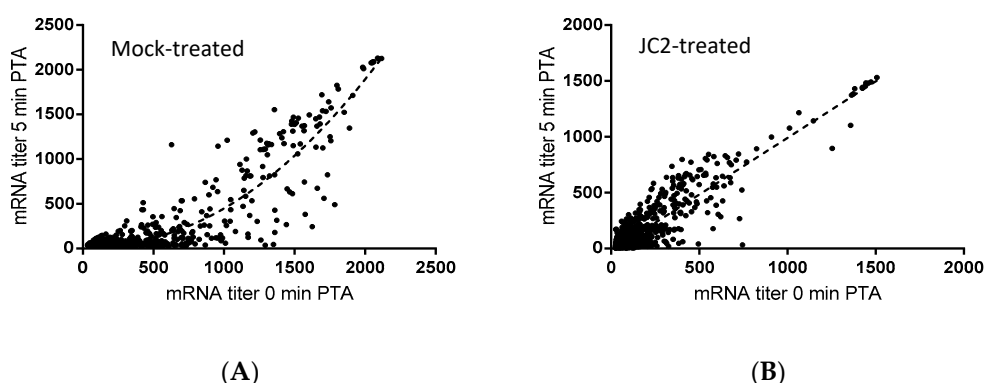 Mock-treated
mRNA titer 5 min PTA
2500
2000
1500
1000
500
0
0 500 1000 1500 2000 2500
mRNA titer 0 min PTA
(A)
JC2-treated
mRNA titer 5 min PTA
2000
1500
1000
500
0
0 500 1000 1500 2000
mRNA titer 0 min PTA
(B)